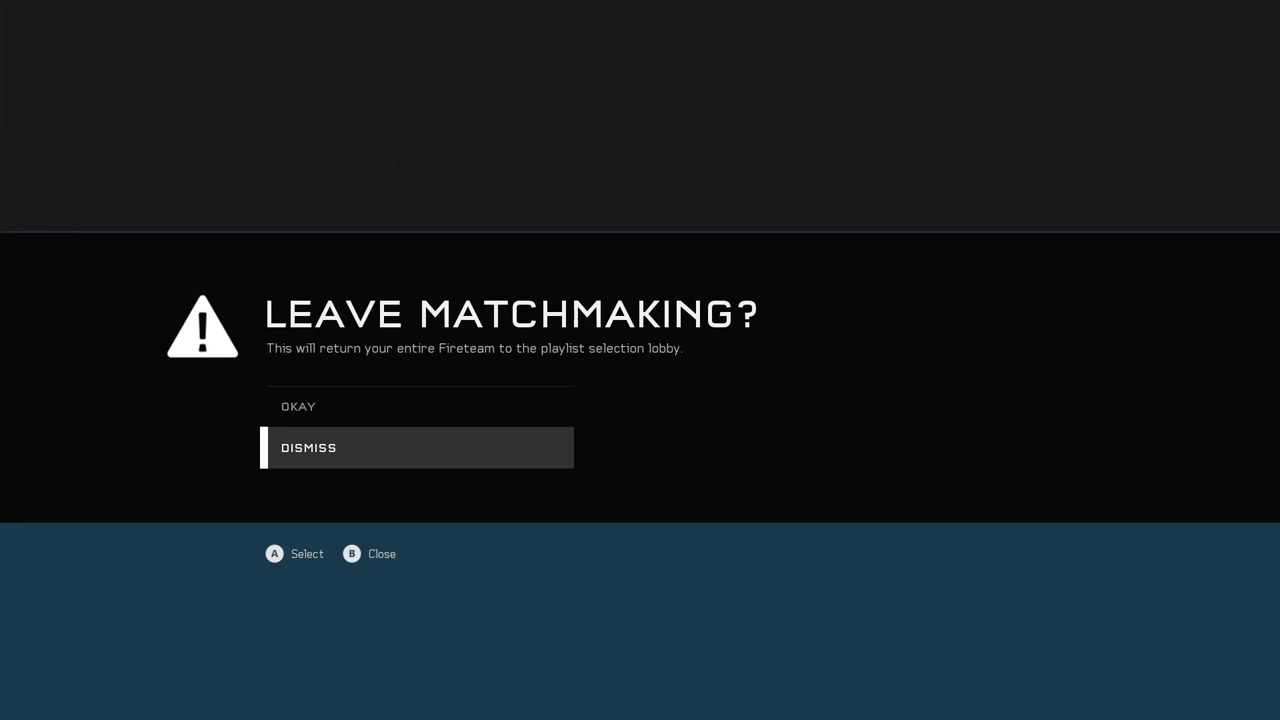 LEAVE MATCHMAKING?
This will return your entire Fireteam to the playlist selection lobby.
OKAY
DISMISS
A Select B Close